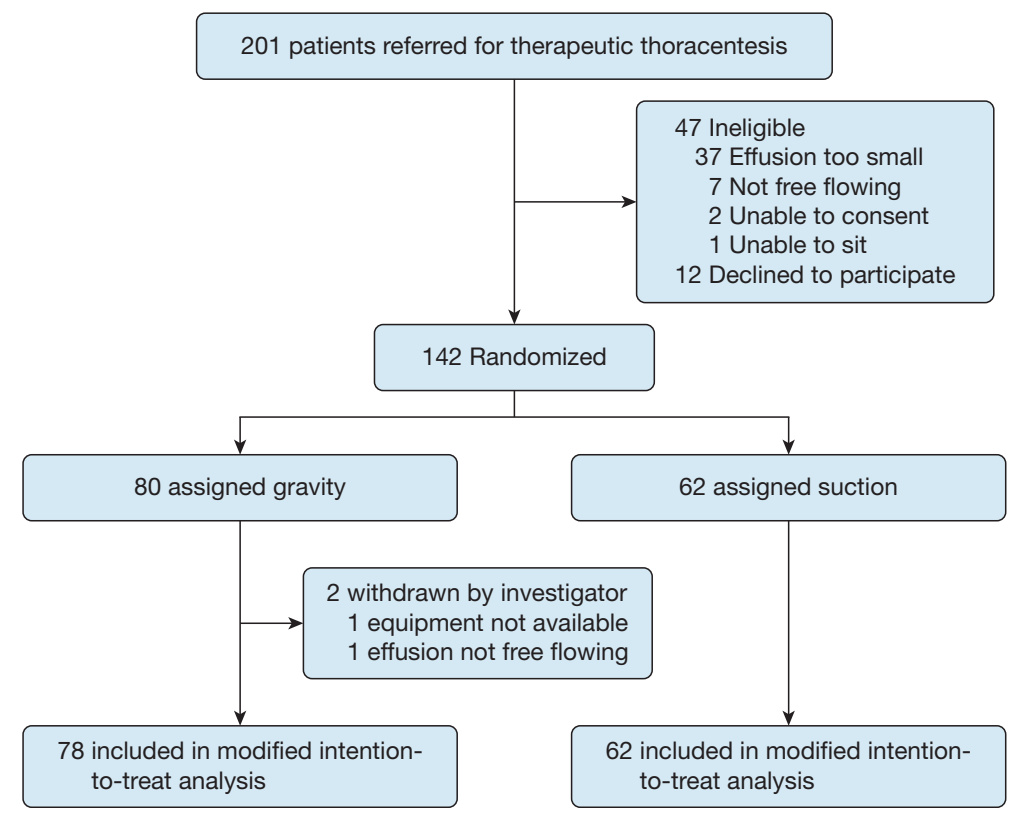 201 patients referred for therapeutic thoracentesis
47 Ineligible
37 Effusion too small
7 Not free flowing
2 Unable to consent
1 Unable to sit
12 Declined to participate
142 Randomized
80 assigned gravity
62 assigned suction
2 withdrawn by investigator
1 equipment not available
1 effusion not free flowing
78 included in modified intention-
to-treat analysis
62 included in modified intention-
to-treat analysis